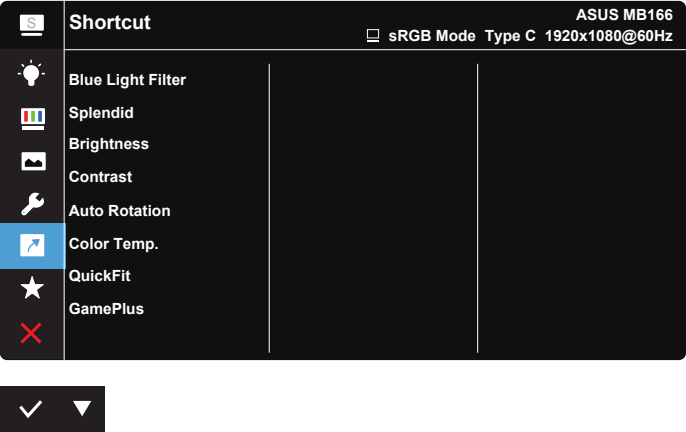 S
Shortcut
ASUS MB166
sRGB Mode Type C 1920x1080@60Hz
Blue Light Filter
Splendid
Brightness
Contrast
Auto Rotation
Color Temp.
QuickFit
GamePlus